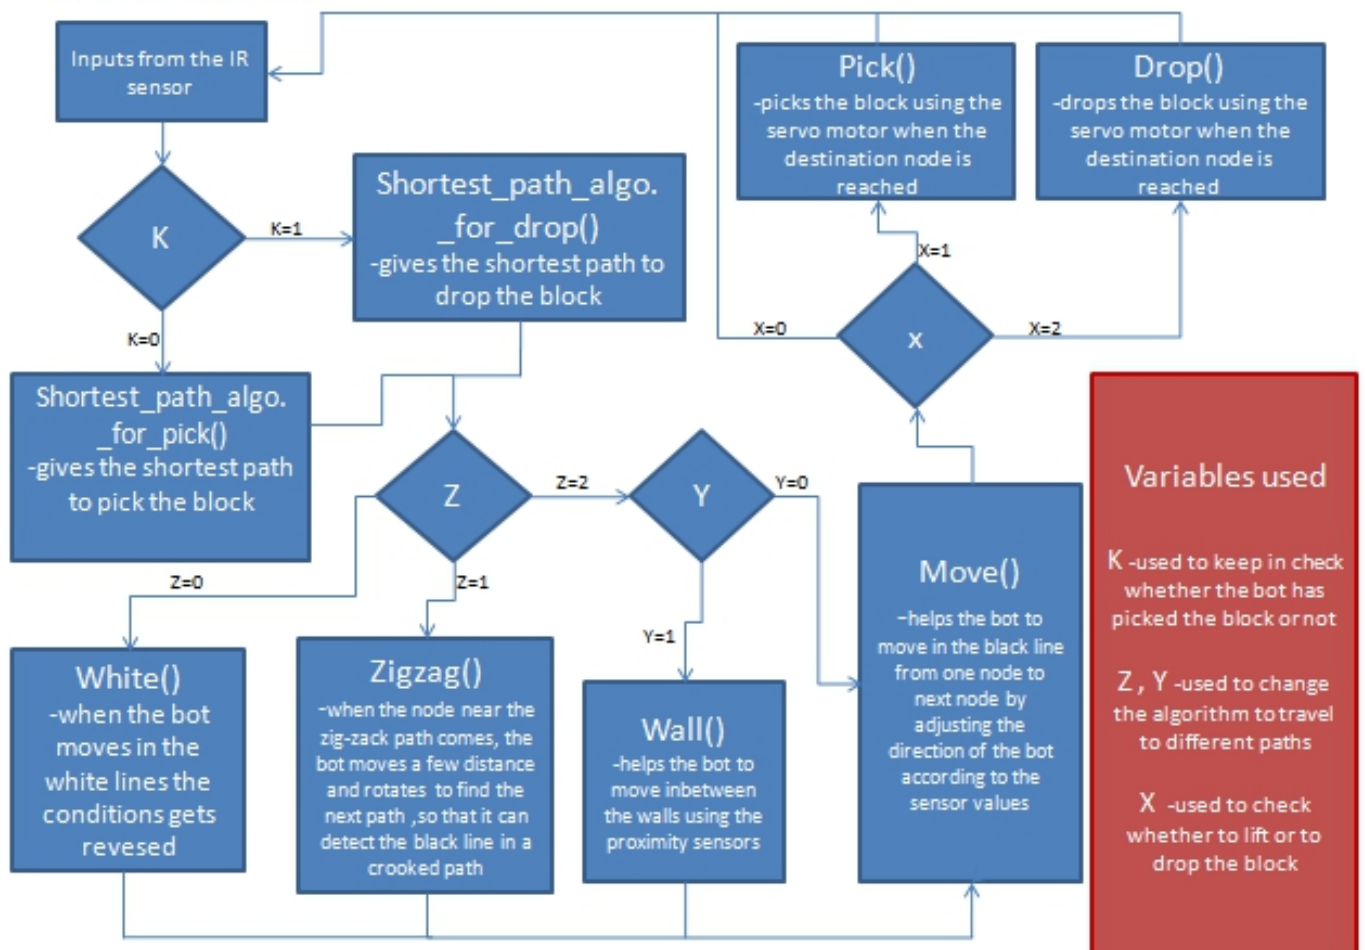 Inputs from the IR
sensor
K
K=1
K=0
Shortest_path_algo.
_for_drop()
-gives the shortest path to
drop the block
Shortest_path_algo.
_for_pick()
-gives the shortest path
to pick the block
Pick()
-picks the block using the
servo motor when the
destination node is
reached
Drop()
-drops the block using the
servo motor when the
destination node is
reached
X=1
X=0
x
X=2
Z
Z=2
Z=0
Z=1
Y
Y=0
Y=1
White()
-when the bot
moves in the
white lines the
conditions gets
revesed
Zigzag()
-when the node near the
zig-zack path comes, the
bot moves a few distance
and rotates to find the
next path ,so that it can
detect the black line in a
crooked path
Wall()
-helps the bot to
move inbetween
the walls using the
proximity sensors
Move()
-helps the bot to
move in the black line
from one node to
next node by
adjusting the
direction of the bot
according to the
sensor values
Variables used
K -used to keep in check
whether the bot has
picked the block or not
Z , Y -used to change
the algorithm to travel
to different paths
X -used to check
whether to lift or to
drop the block